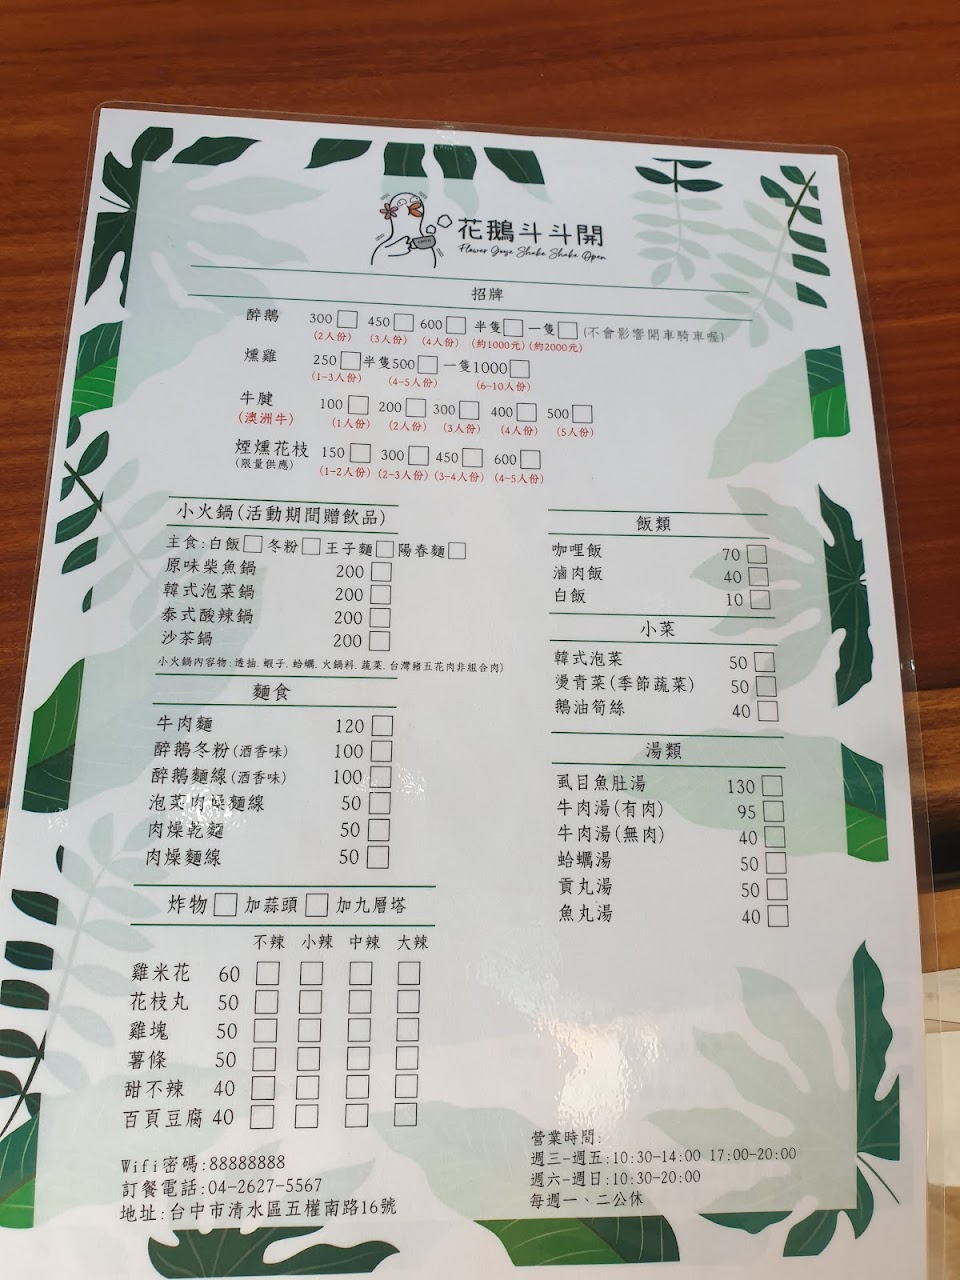 花鵝斗斗開
Flower Goose Shake Shake Open
招牌
醉鵝 300 450 600 半隻 一隻 (不會影響開車騎車喔)
(2人份) (3人份) (4人份) (約1000元) (約2000元)
燻雞 250 半隻500 一隻1000
(1-3人份) (4-5人份) (6-10人份)
牛腱 100 200 300 400 500
(澳洲牛) (1人份) (2人份) (3人份) (4人份) (5人份)
煙燻花枝 150 300 450 600
(限量供應) (1-2人份) (2-3人份) (3-4人份) (4-5人份)
小火鍋(活動期間贈飲品)
主食:白飯 冬粉 王子麵 陽春麵
原味柴魚鍋 200
韓式泡菜鍋 200
泰式酸辣鍋 200
沙茶鍋 200
小火鍋內容物:透抽.蝦子.蛤蠣.火鍋料.蔬菜.台灣豬五花肉非組合肉)
麵食
牛肉麵 120
醉鵝冬粉(酒香味) 100
醉鵝麵線(酒香味) 100
泡菜肉燥麵線 50
肉燥乾麵 50
肉燥麵線 50
炸物 加蒜頭 加九層塔
不辣 小辣 中辣 大辣
雞米花 60
花枝丸 50
雞塊 50
薯條 50
甜不辣 40
百頁豆腐 40
飯類
咖哩飯 70
滷肉飯 40
白飯 10
小菜
韓式泡菜 50
燙青菜(季節蔬菜) 50
鵝油筍絲 40
湯類
虱目魚肚湯 130
牛肉湯(有肉) 95
牛肉湯(無肉) 40
蛤蠣湯 50
貢丸湯 50
魚丸湯 40
Wifi密碼:88888888
訂餐電話:04-2627-5567
地址:台中市清水區五權南路16號
營業時間:
週三-週五:10:30-14:00 17:00-20:00
週六-週日:10:30-20:00
每週一、二公休